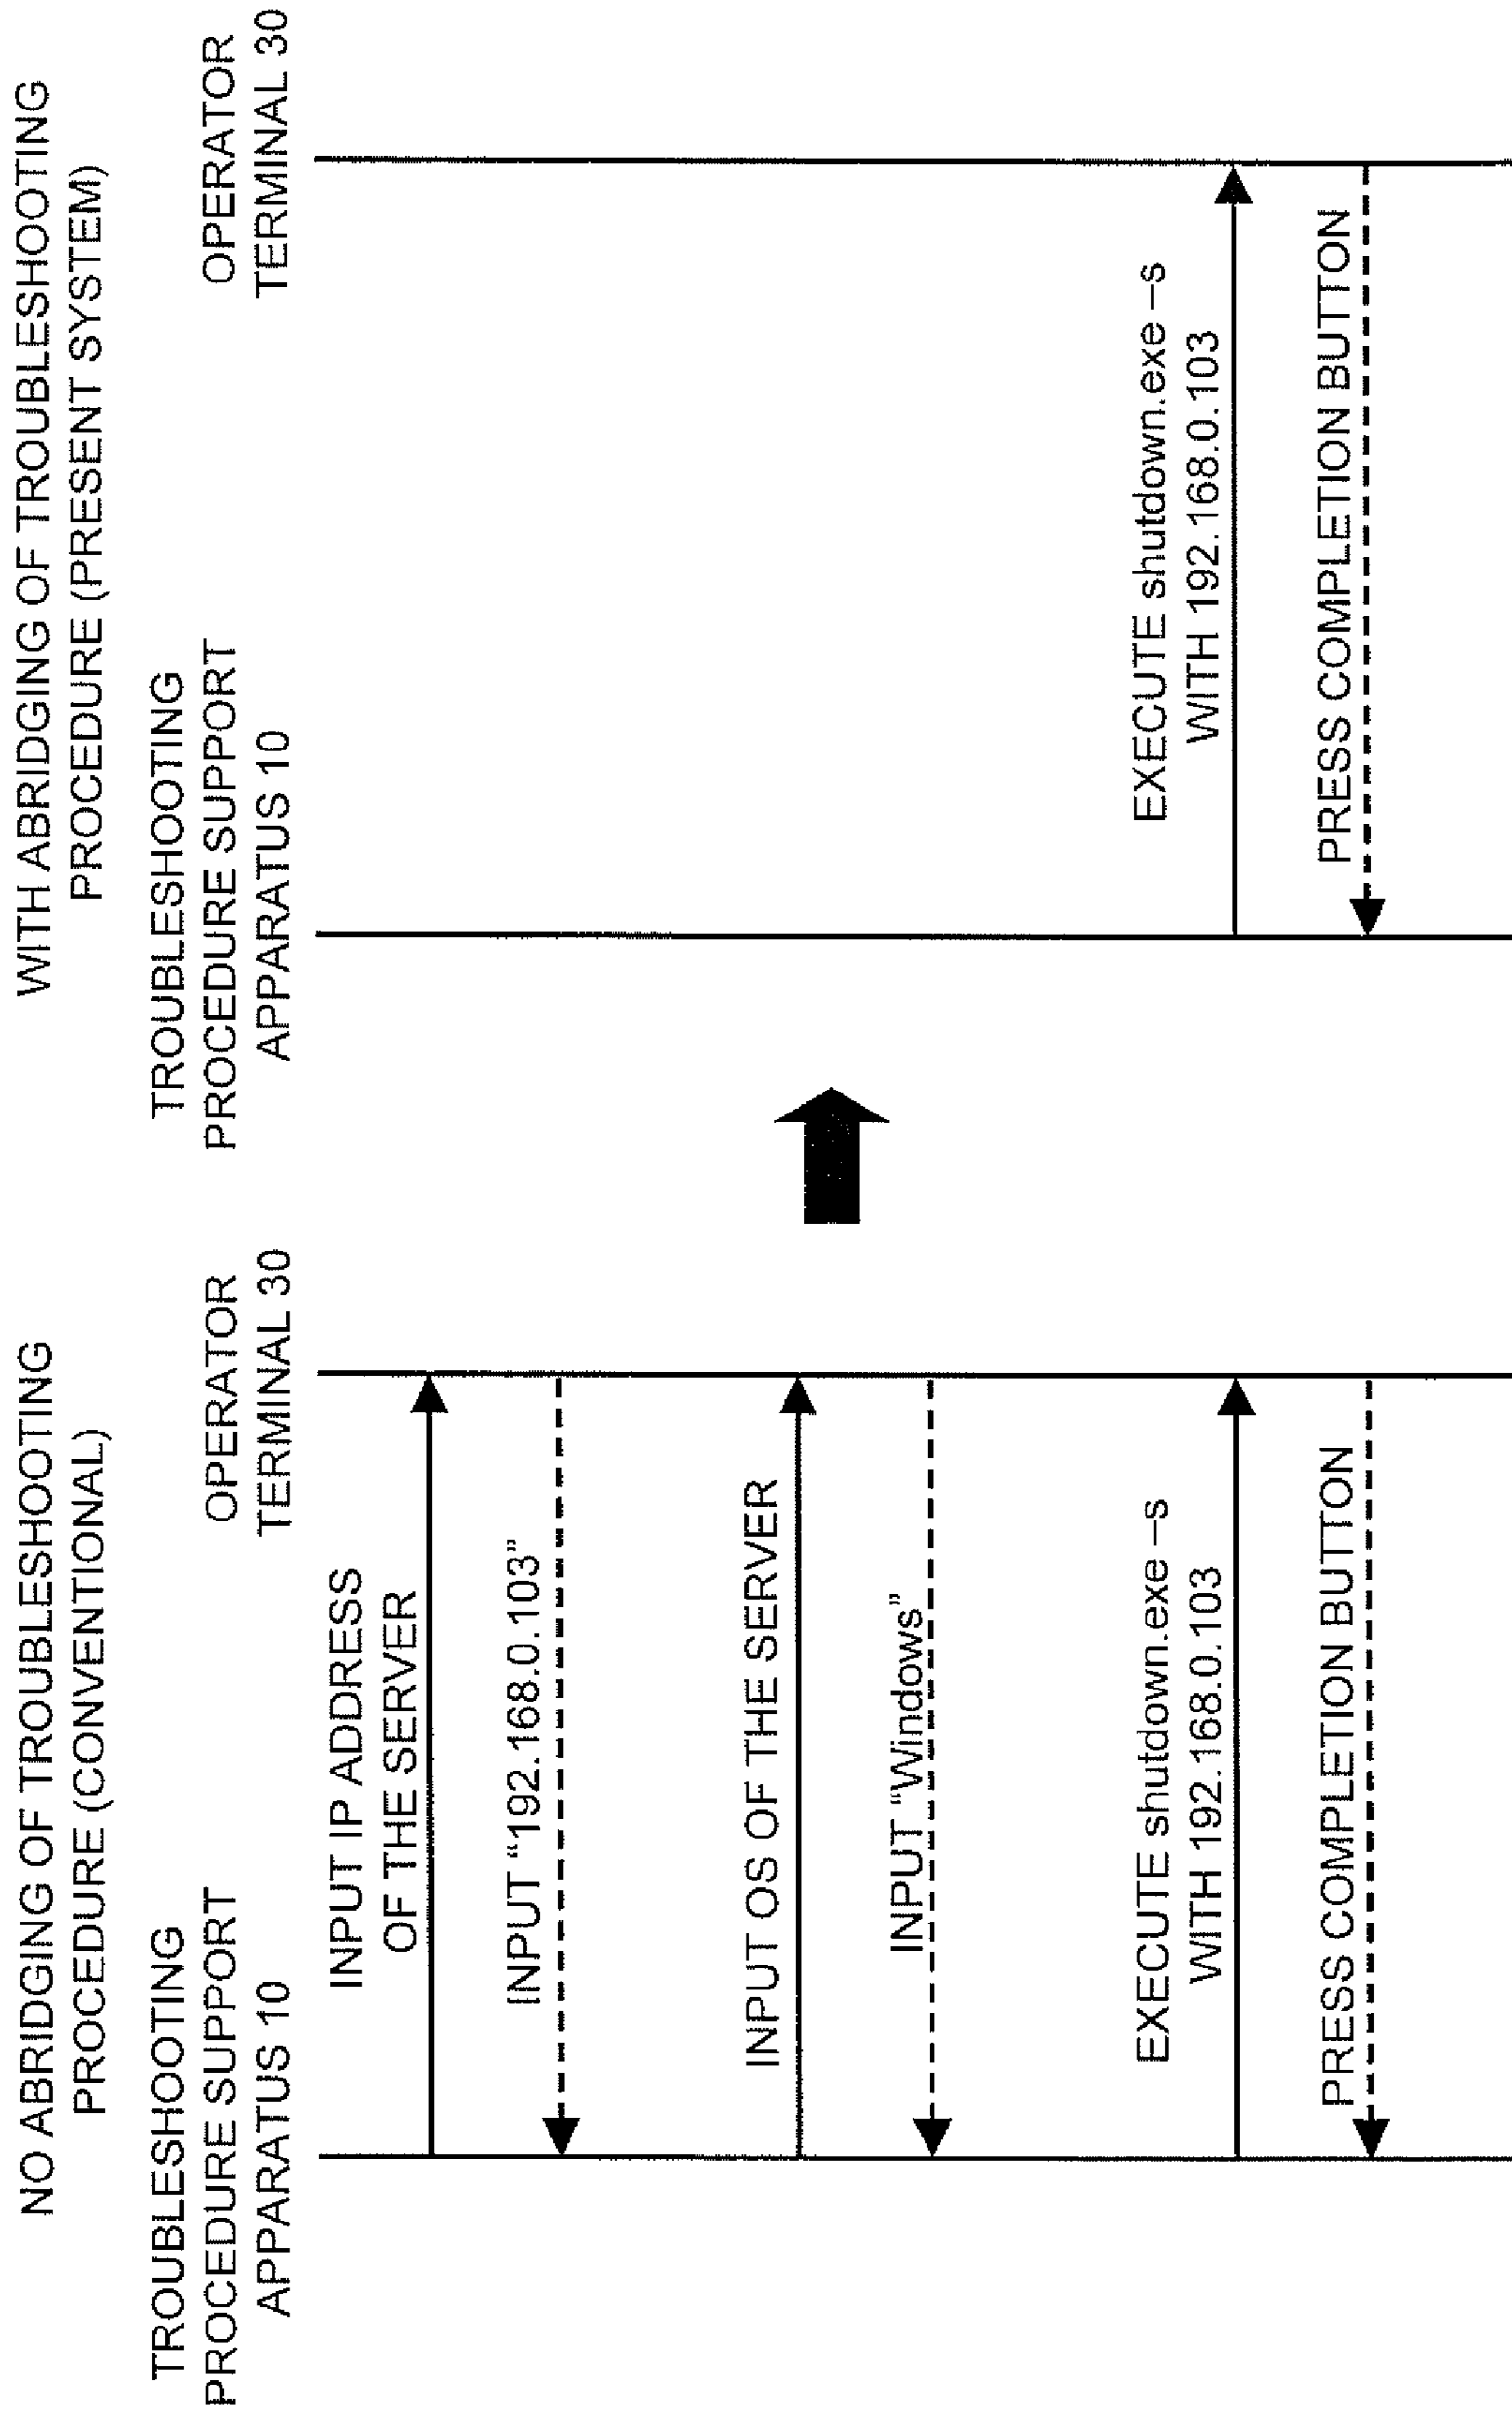 NO ABRIDGING OF TROUBLESHOOTING
PROCEDURE (CONVENTIONAL)
TROUBLESHOOTING
PROCEDURE SUPPORT
APPARATUS 10
OPERATOR
TERMINAL 30
INPUT IP ADDRESS
OF THE SERVER
INPUT “192.168.0.103”
INPUT OS OF THE SERVER
INPUT “Windows”
EXECUTE shutdown.exe –s
WITH 192.168.0.103
PRESS COMPLETION BUTTON
WITH ABRIDGING OF TROUBLESHOOTING
PROCEDURE (PRESENT SYSTEM)
TROUBLESHOOTING
PROCEDURE SUPPORT
APPARATUS 10
OPERATOR
TERMINAL 30
EXECUTE shutdown.exe –s
WITH 192.168.0.103
PRESS COMPLETION BUTTON